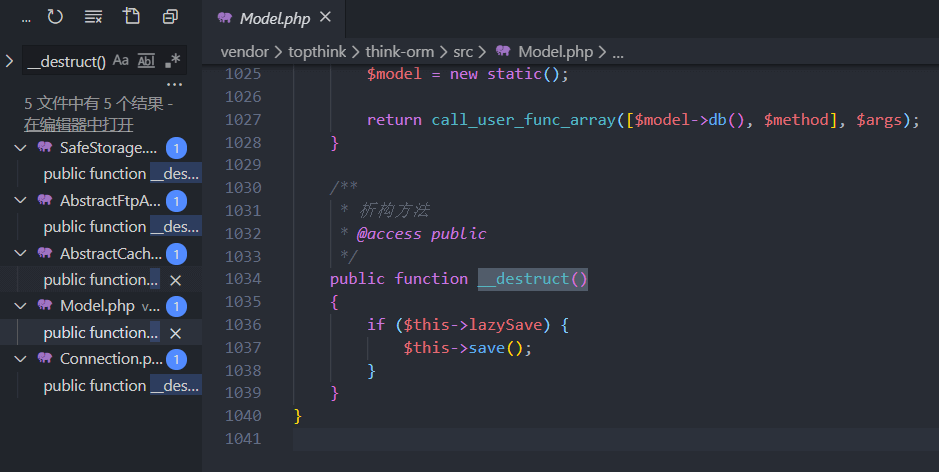 ...
Model.php
__destruct() Aa Ab| .*
...
5 文件中有 5 个结果 -
在编辑器中打开
SafeStorage.... 1
public function __des...
AbstractFtpA... 1
public function __des...
AbstractCach... 1
public function...
Model.php v... 1
public function...
Connection.p... 1
public function __des...
vendor > topthink > think-orm > src > Model.php > ...
1025 $model = new static();
1026
1027 return call_user_func_array([$model->db(), $method], $args);
1028 }
1029
1030 /**
1031 * 析构方法
1032 * @access public
1033 */
1034 public function __destruct()
1035 {
1036 if ($this->lazySave) {
1037 $this->save();
1038 }
1039 }
1040 }
1041